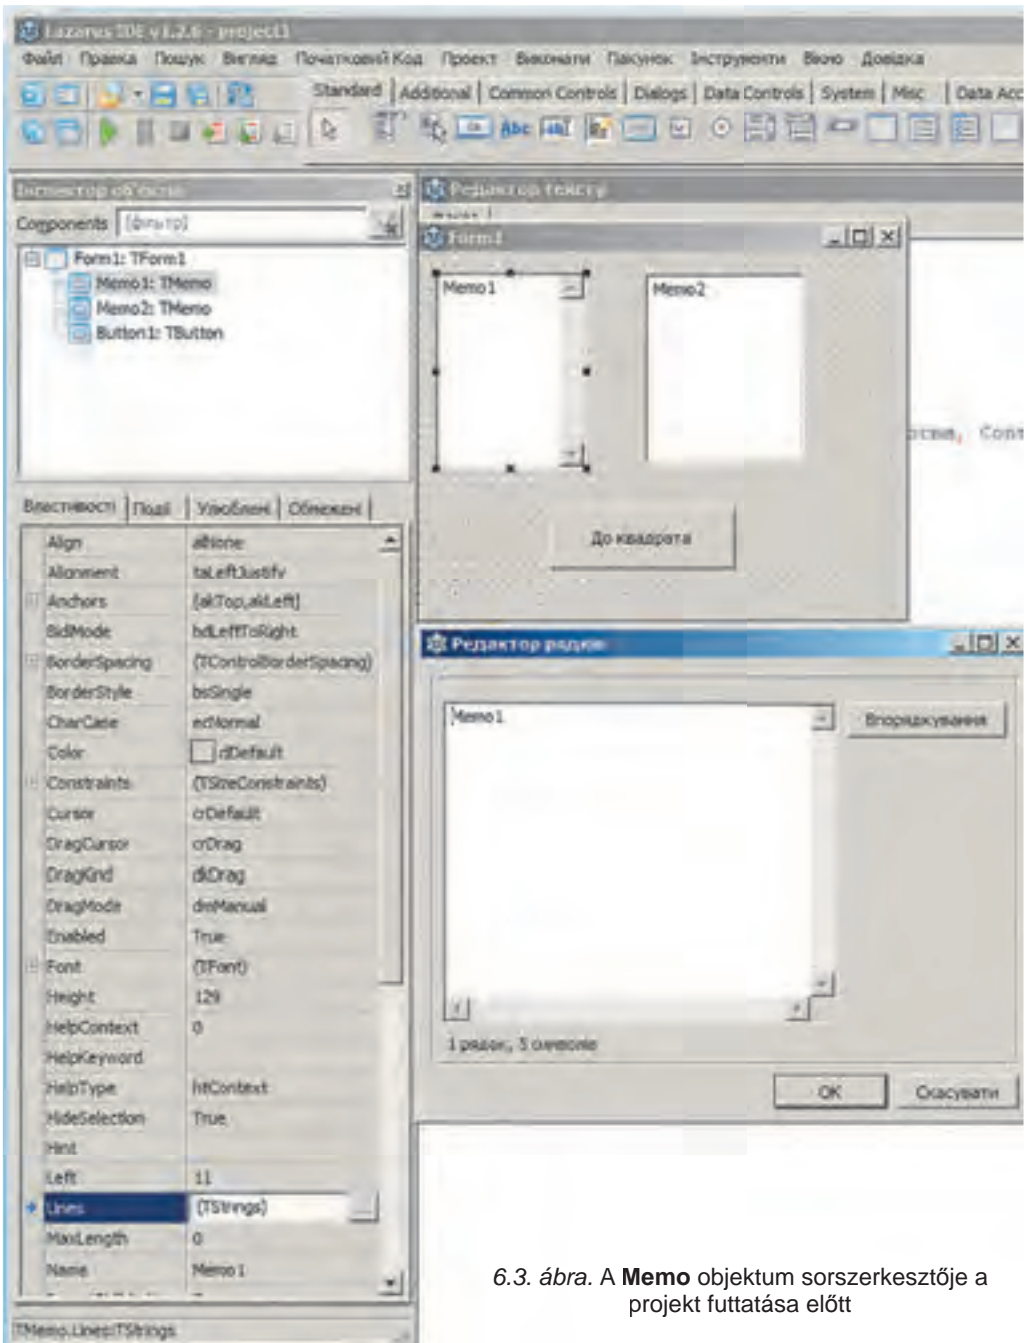 Lazarus IDE v1.2.6 - project1
Файл Правка Пошук Вигляд Початковий Код Проект Виконати Пакунок Інструменти Вікно Довідка
Standard Additional Common Controls Dialogs Data Controls System Misc Data Acc
Abc
Інспектор об'єктів
Components (фильтр)
Form1: TForm1
Memo1: TMemo
Memo2: TMemo
Button1: TButton
Властивості Події Улюблені Обмежені
Align alNone
Alignment taLeftJustify
Anchors [akTop,akLeft]
BidiMode bdLeftToRight
BorderSpacing (TControlBorderSpacing)
BorderStyle bsSingle
CharCase ecNormal
Color clDefault
Constraints (TSizeConstraints)
Cursor crDefault
DragCursor crDrag
DragKind dkDrag
DragMode dmManual
Enabled True
Font (TFont)
Height 129
HelpContext 0
HelpKeyword
HelpType htContext
HideSelection True
Hint
Left 11
Lines (TStrings) ...
MaxLength 0
Name Memo1
TMemo.Lines:TStrings
Редактор тексту
Form1
Memo1
Memo2
До квадрата
Cont
Редактор рядків
Memo1
Впорядкування
1 рядок, 5 символів
OK Скасувати
6.3. ábra. A Memo objektum sorszerkesztője a
projekt futtatása előtt